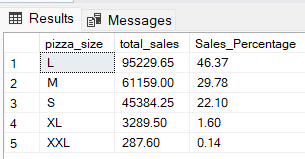 Results Messages
pizza_size total_sales Sales_Percentage
1 L 95229.65 46.37
2 M 61159.00 29.78
3 S 45384.25 22.10
4 XL 3289.50 1.60
5 XXL 287.60 0.14